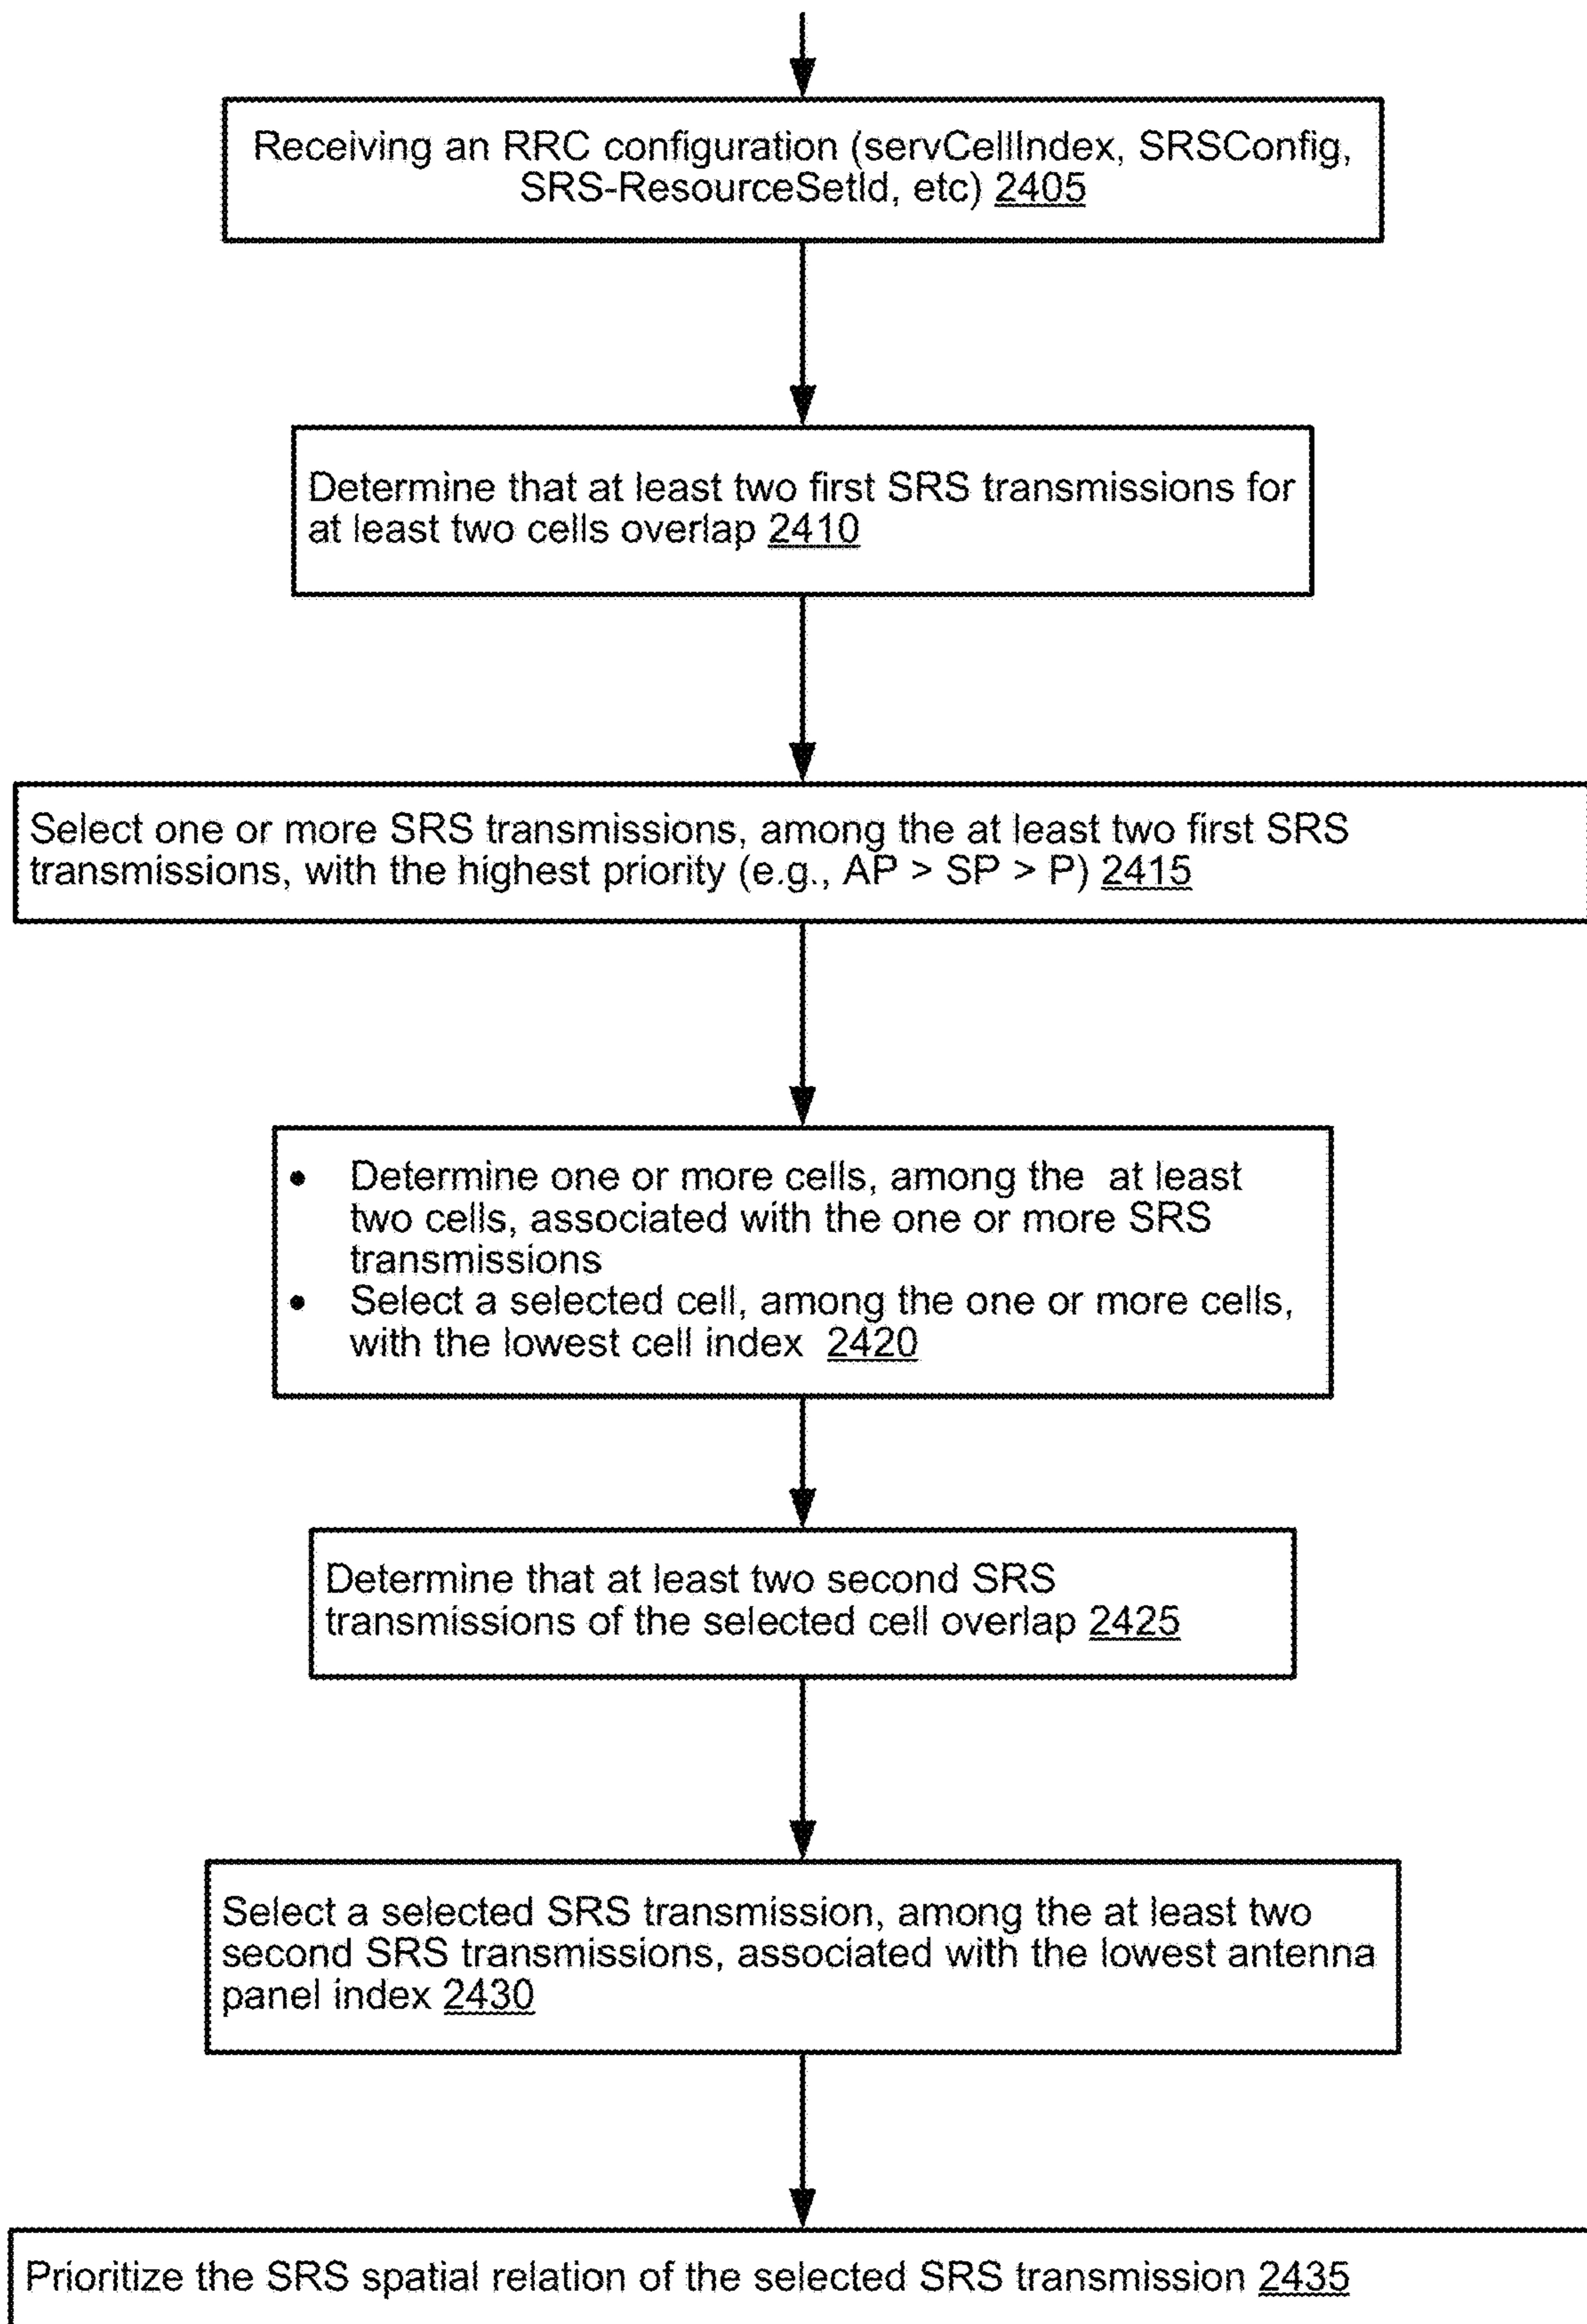 Receiving an RRC configuration (servCellIndex, SRSConfig,
SRS-ResourceSetId, etc) 2405
Determine that at least two first SRS transmissions for
at least two cells overlap 2410
Select one or more SRS transmissions, among the at least two first SRS
transmissions, with the highest priority (e.g., AP > SP > P) 2415
• Determine one or more cells, among the at least
two cells, associated with the one or more SRS
transmissions
• Select a selected cell, among the one or more cells,
with the lowest cell index 2420
Determine that at least two second SRS
transmissions of the selected cell overlap 2425
Select a selected SRS transmission, among the at least two
second SRS transmissions, associated with the lowest antenna
panel index 2430
Prioritize the SRS spatial relation of the selected SRS transmission 2435